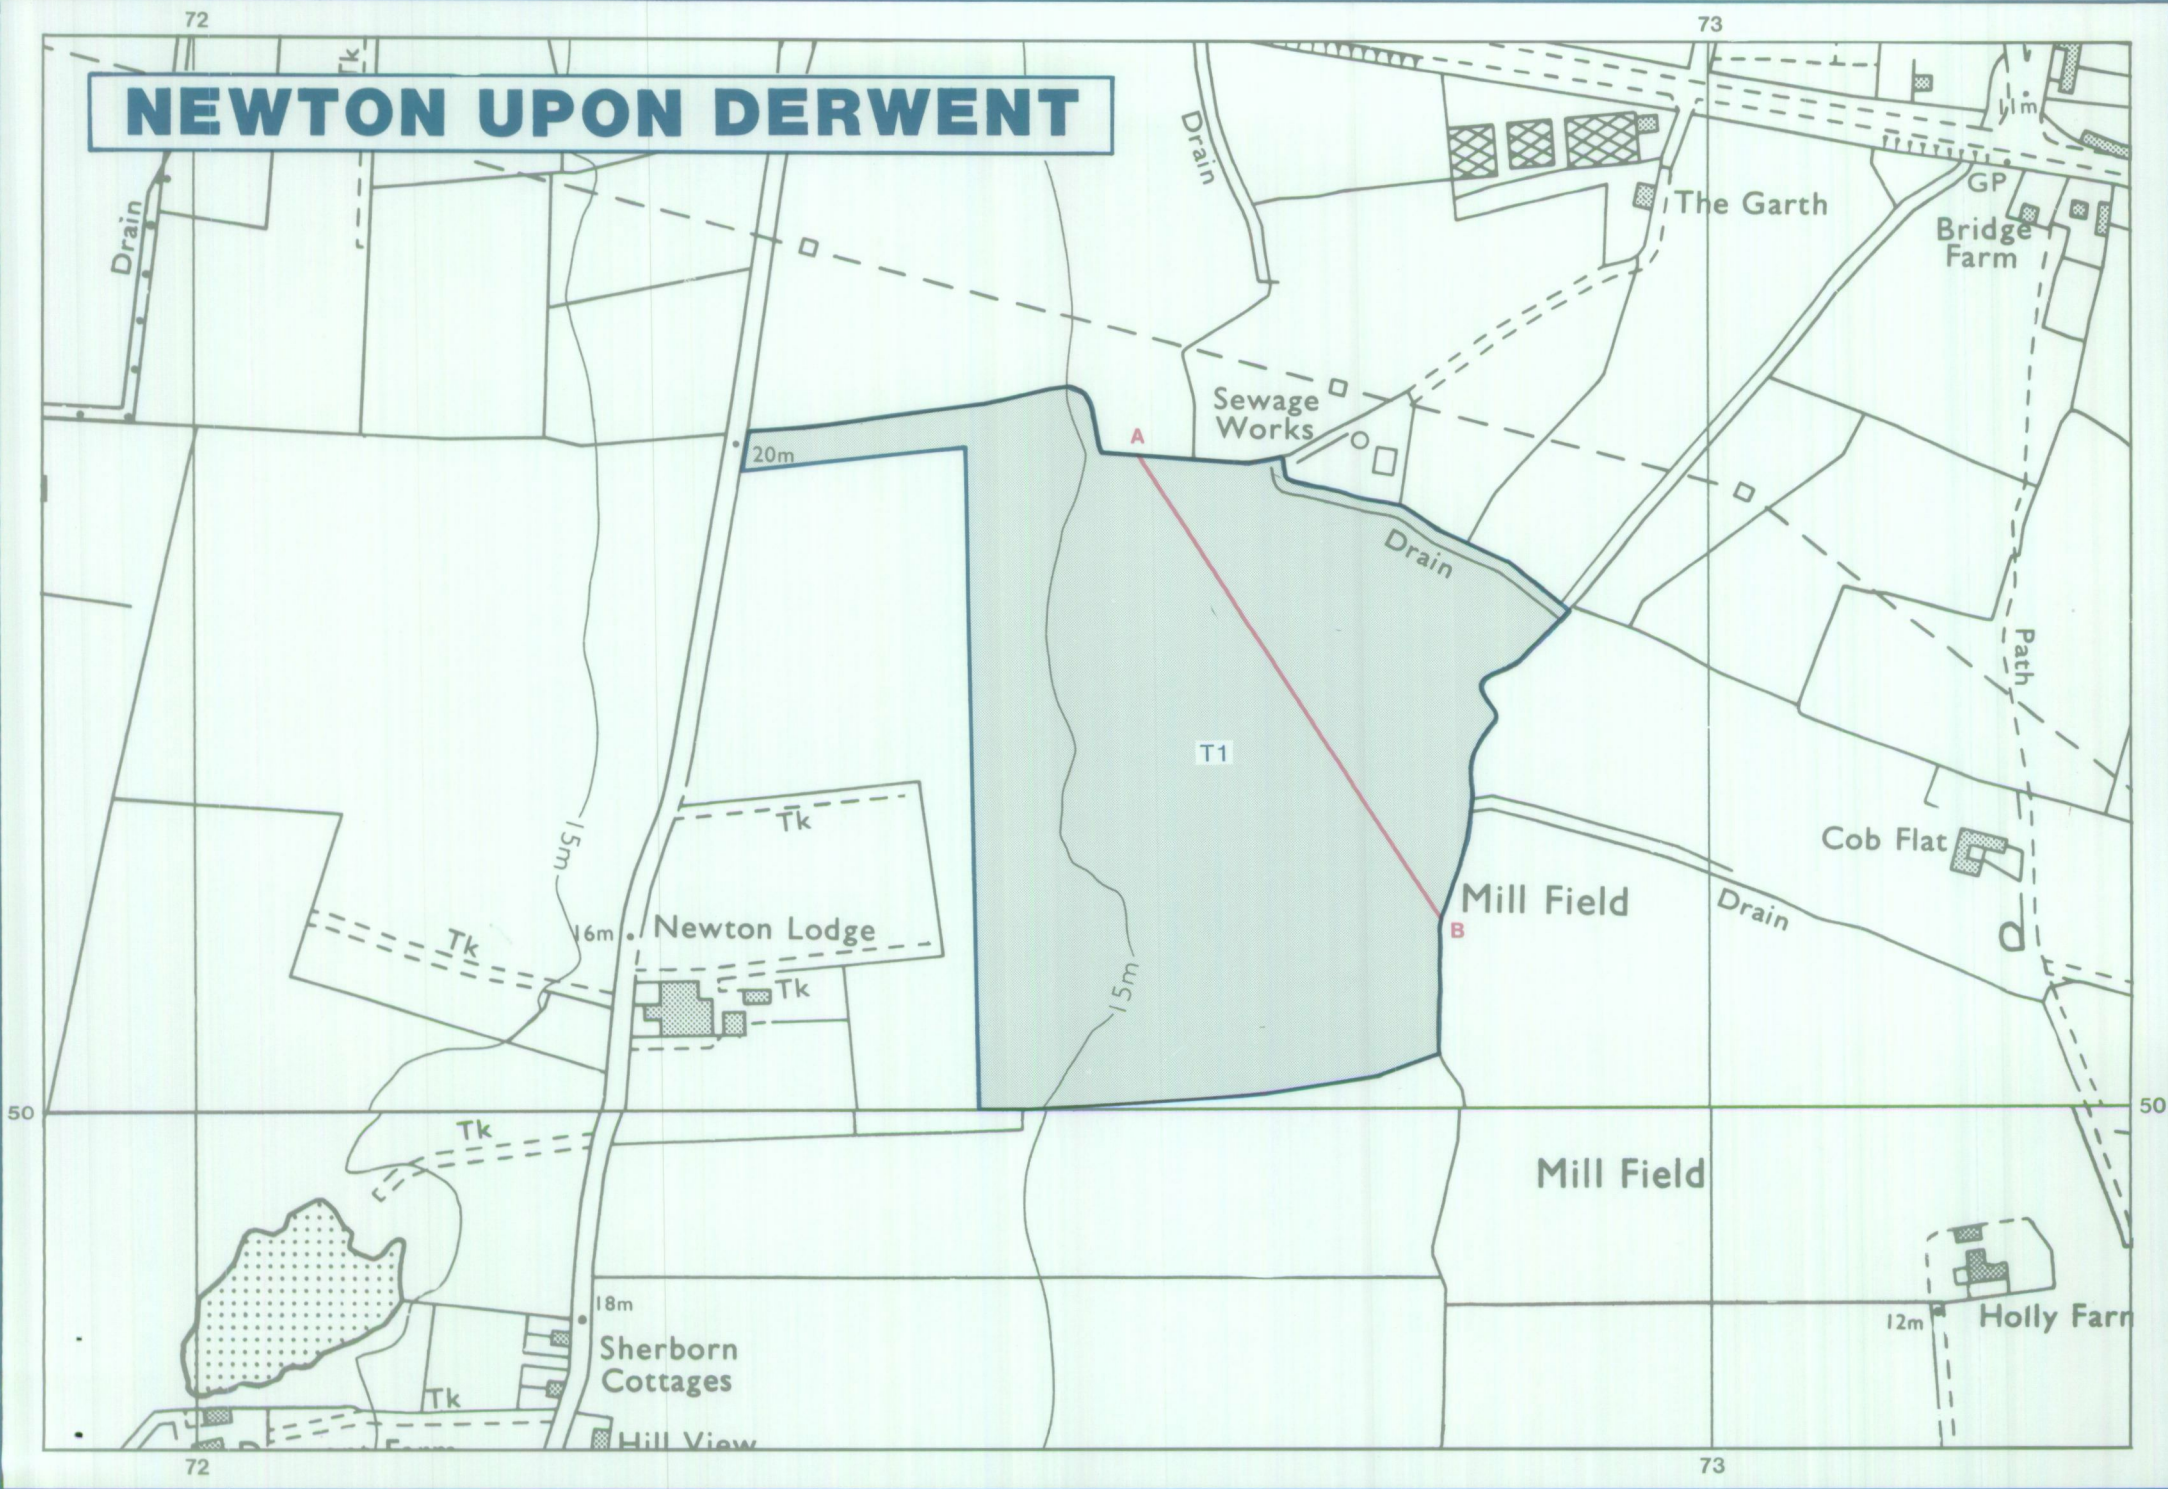 72
73
NEWTON UPON DERWENT
Tk
11m
Drain
GP
The Garth
Bridge
Farm
Drain
Sewage
Works
A
20m
Drain
Path
T1
15m
Tk
Cob Flat
Mill Field
Drain
B
16m
Newton Lodge
Tk
Tk
15m
50
50
Tk
Mill Field
18m
Sherborn
Cottages
12m
Holly Farm
Tk
Hill View
72
73